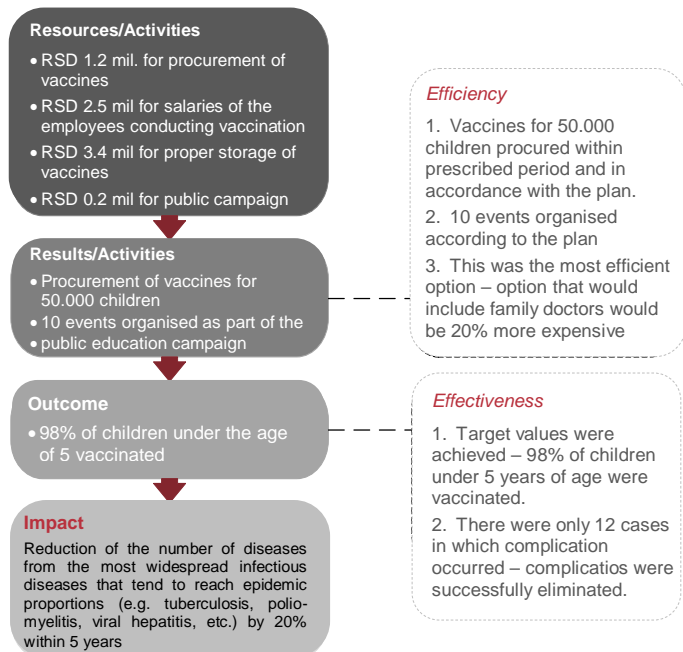 Resources/Activities
• RSD 1.2 mil. for procurement of
vaccines
• RSD 2.5 mil for salaries of the
employees conducting vaccination
• RSD 3.4 mil for proper storage of
vaccines
• RSD 0.2 mil for public campaign
Results/Activities
• Procurement of vaccines for
50.000 children
• 10 events organised as part of the
• public education campaign
Outcome
• 98% of children under the age
of 5 vaccinated
Impact
Reduction of the number of diseases
from the most widespread infectious
diseases that tend to reach epidemic
proportions (e.g. tuberculosis, polio-
myelitis, viral hepatitis, etc.) by 20%
within 5 years
Efficiency
1. Vaccines for 50.000
children procured within
prescribed period and in
accordance with the plan.
2. 10 events organised
according to the plan
3. This was the most efficient
option – option that would
include family doctors would
be 20% more expensive
Effectiveness
1. Target values were
achieved – 98% of children
under 5 years of age were
vaccinated.
2. There were only 12 cases
in which complication
occurred – complicatios were
successfully eliminated.